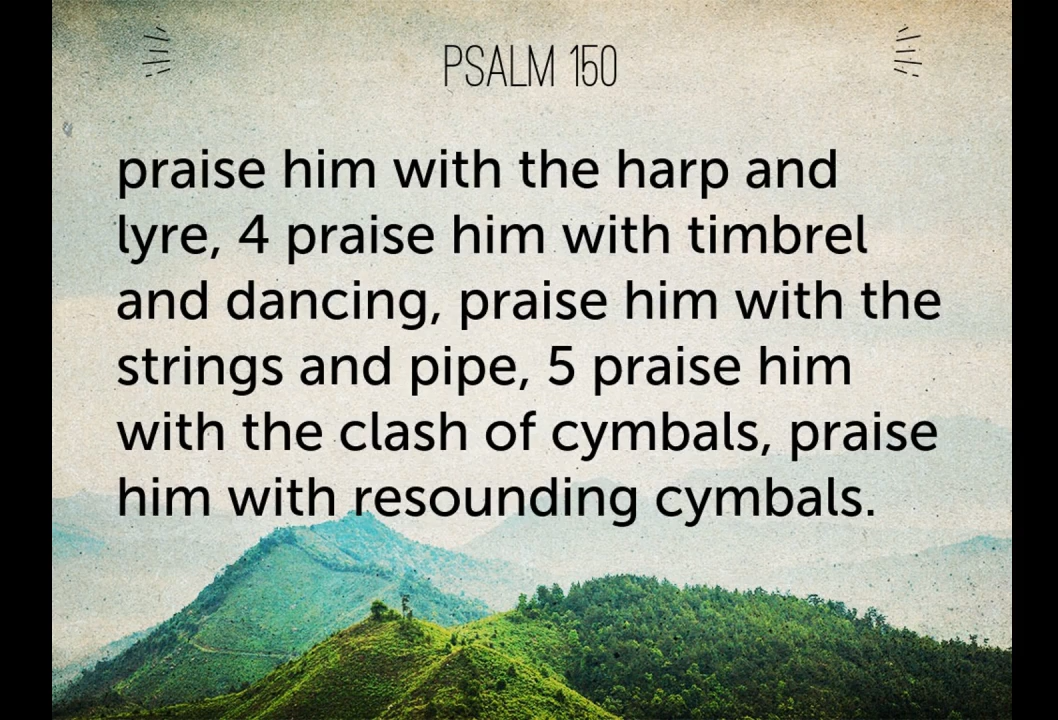 PSALM 150
praise him with the harp and
lyre, 4 praise him with timbrel
and dancing, praise him with the
strings and pipe, 5 praise him
with the clash of cymbals, praise
him with resounding cymbals.